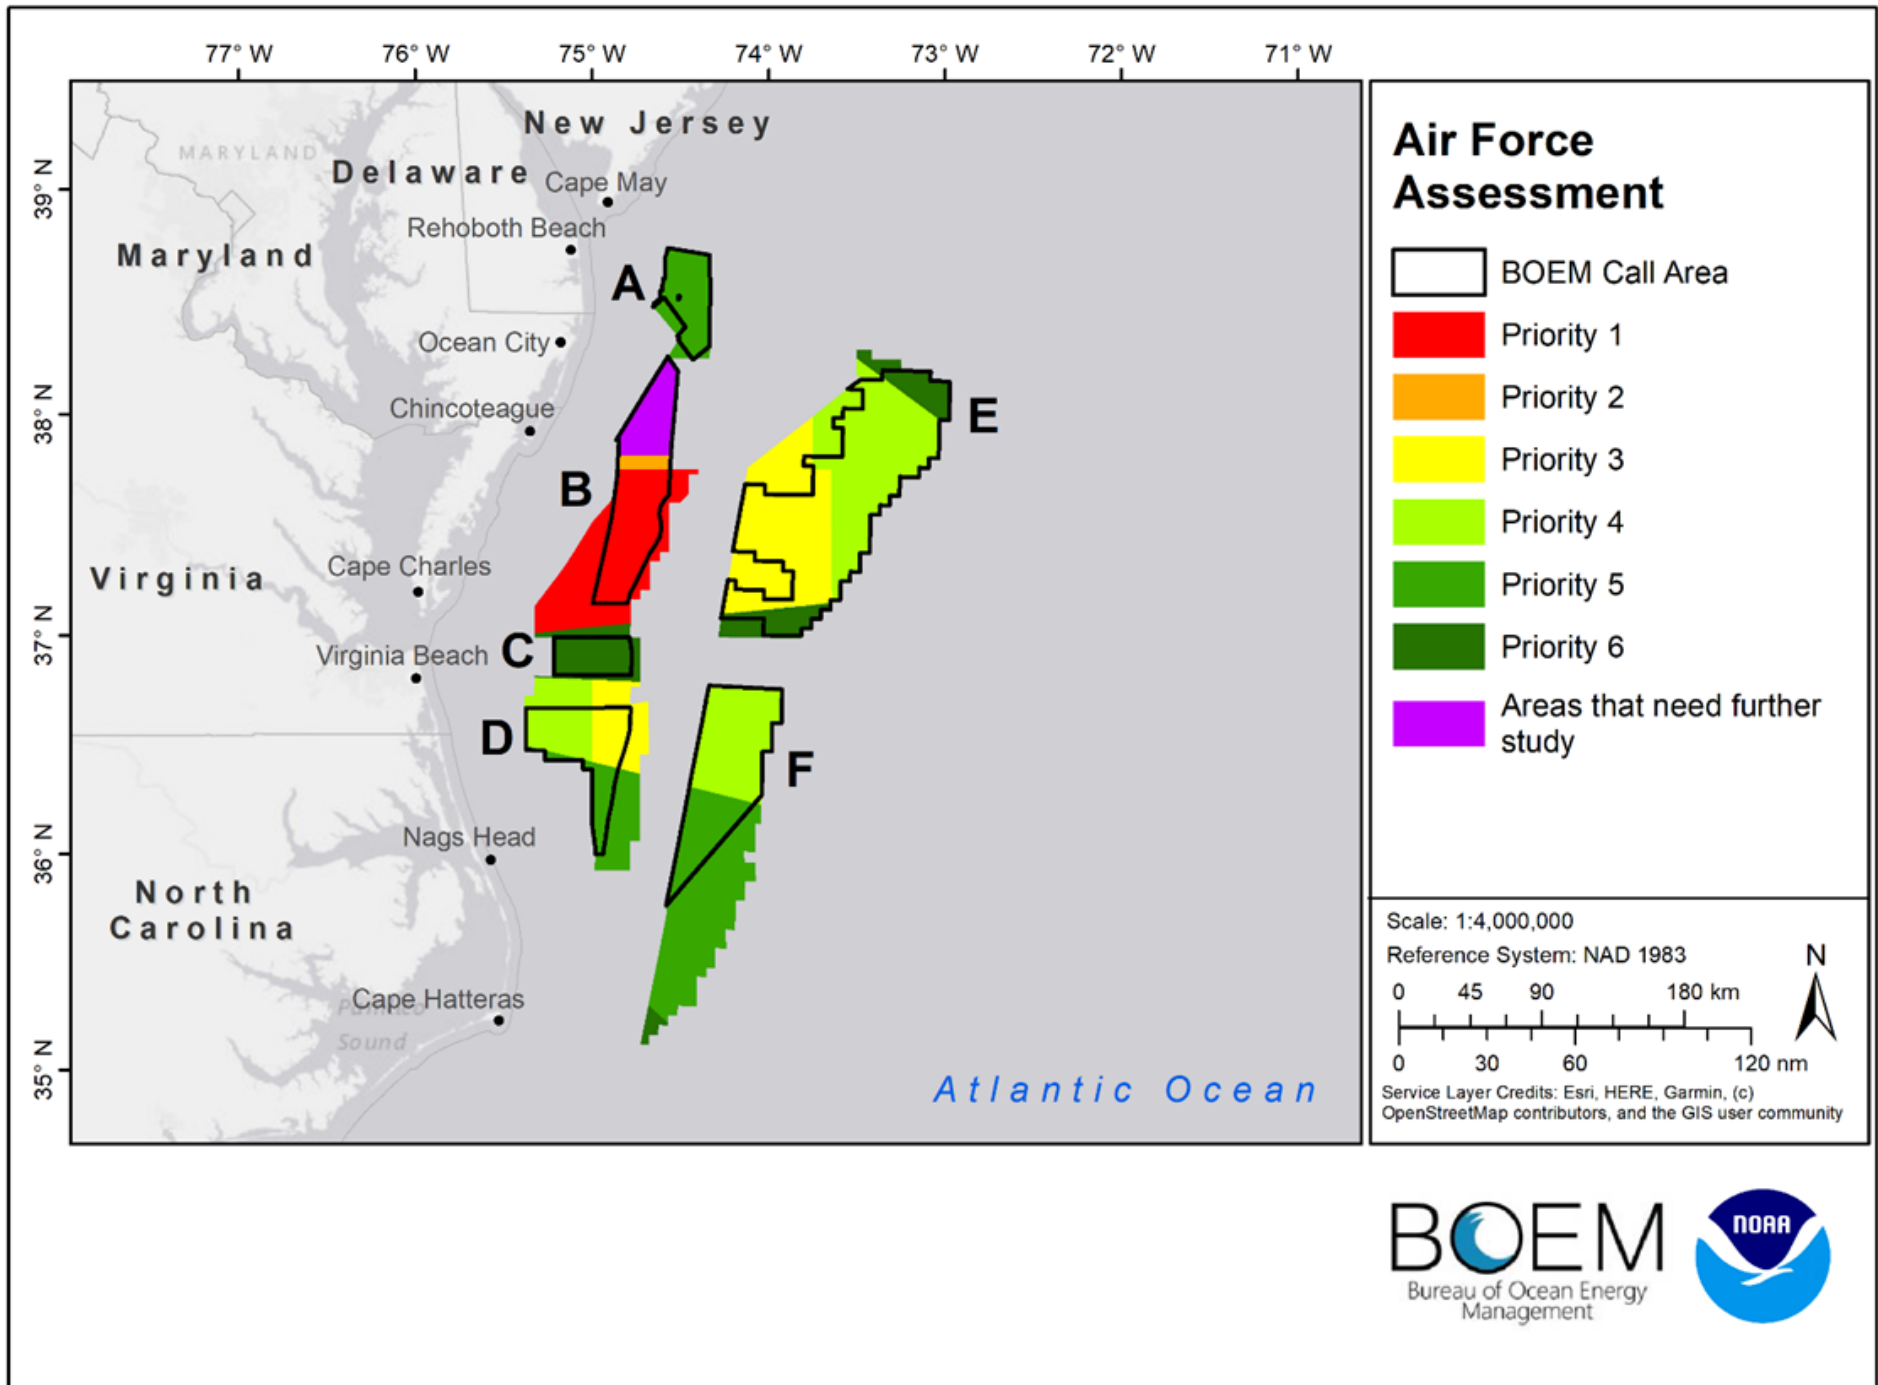 77° W 76° W 75° W 74° W 73° W 72° W 71° W
39° N
38° N
37° N
36° N
35° N
New Jersey
MARYLAND
Delaware
Cape May
Rehoboth Beach
Maryland
A
Ocean City
Chincoteague
E
B
Cape Charles
Virginia
C
Virginia Beach
D
F
Nags Head
North
Carolina
Cape Hatteras
Pamlico
Sound
Atlantic Ocean
Air Force
Assessment
BOEM Call Area
Priority 1
Priority 2
Priority 3
Priority 4
Priority 5
Priority 6
Areas that need further
study
Scale: 1:4,000,000
Reference System: NAD 1983
N
0 45 90 180 km
0 30 60 120 nm
Service Layer Credits: Esri, HERE, Garmin, (c)
OpenStreetMap contributors, and the GIS user community
BOEM
Bureau of Ocean Energy
Management
NOAA